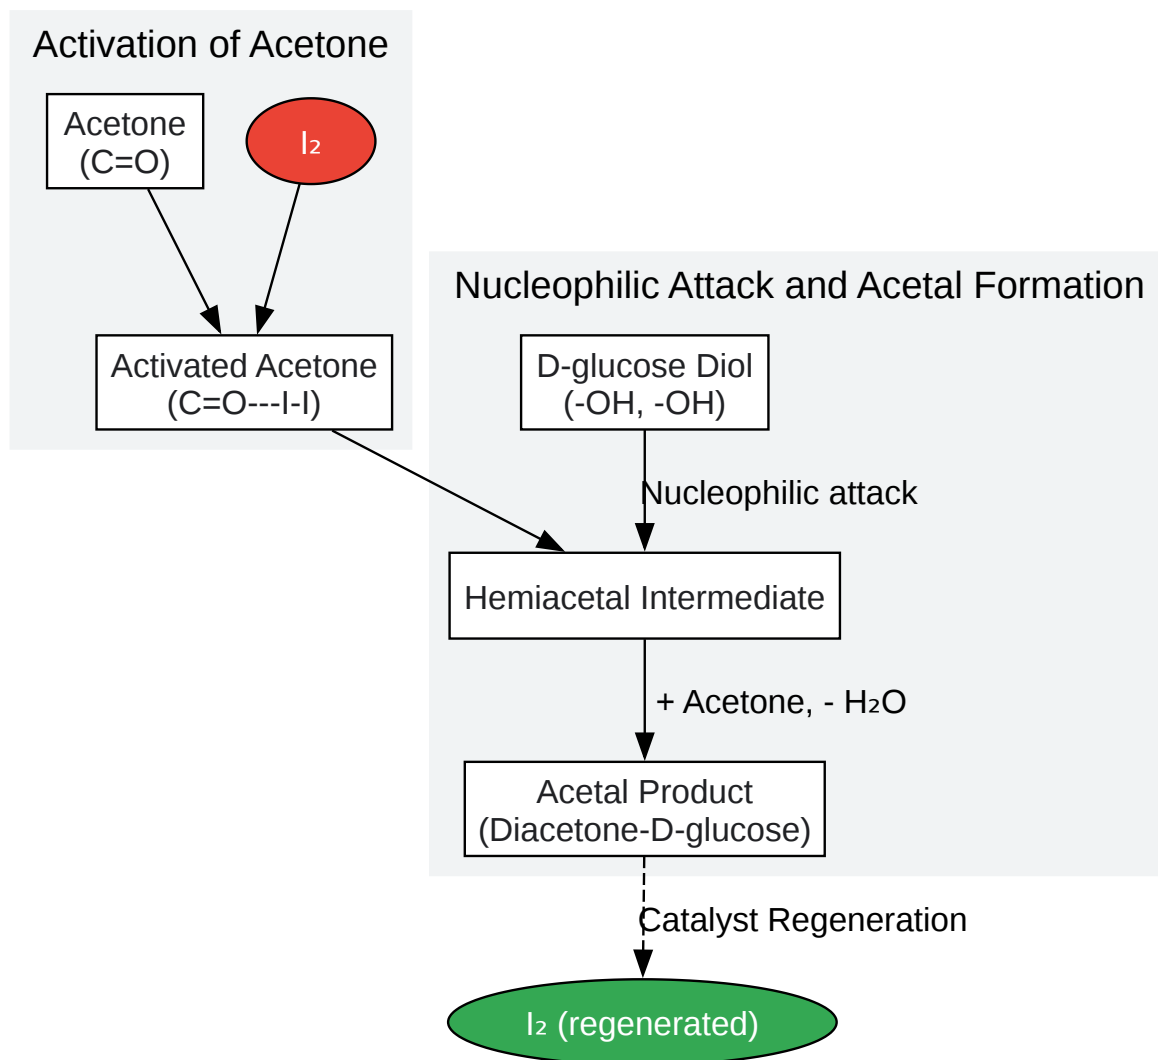 Activation of Acetone
Acetone
(C=O)
I₂
Activated Acetone
(C=O---I-I)
Nucleophilic Attack and Acetal Formation
D-glucose Diol
(-OH, -OH)
Nucleophilic attack
Hemiacetal Intermediate
+ Acetone, - H₂O
Acetal Product
(Diacetone-D-glucose)
Catalyst Regeneration
I₂ (regenerated)